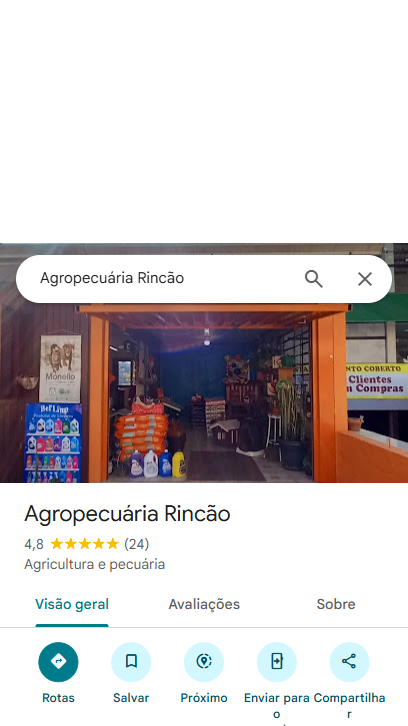 Agropecuária Rincão
Monello
Bel Limp
NTO COBERTO
Clientes
m Compras
Agropecuária Rincão
4,8 (24)
Agricultura e pecuária
Visão geral
Avaliações
Sobre
Rotas
Salvar
Próximo
Enviar para
o
Compartilha
r